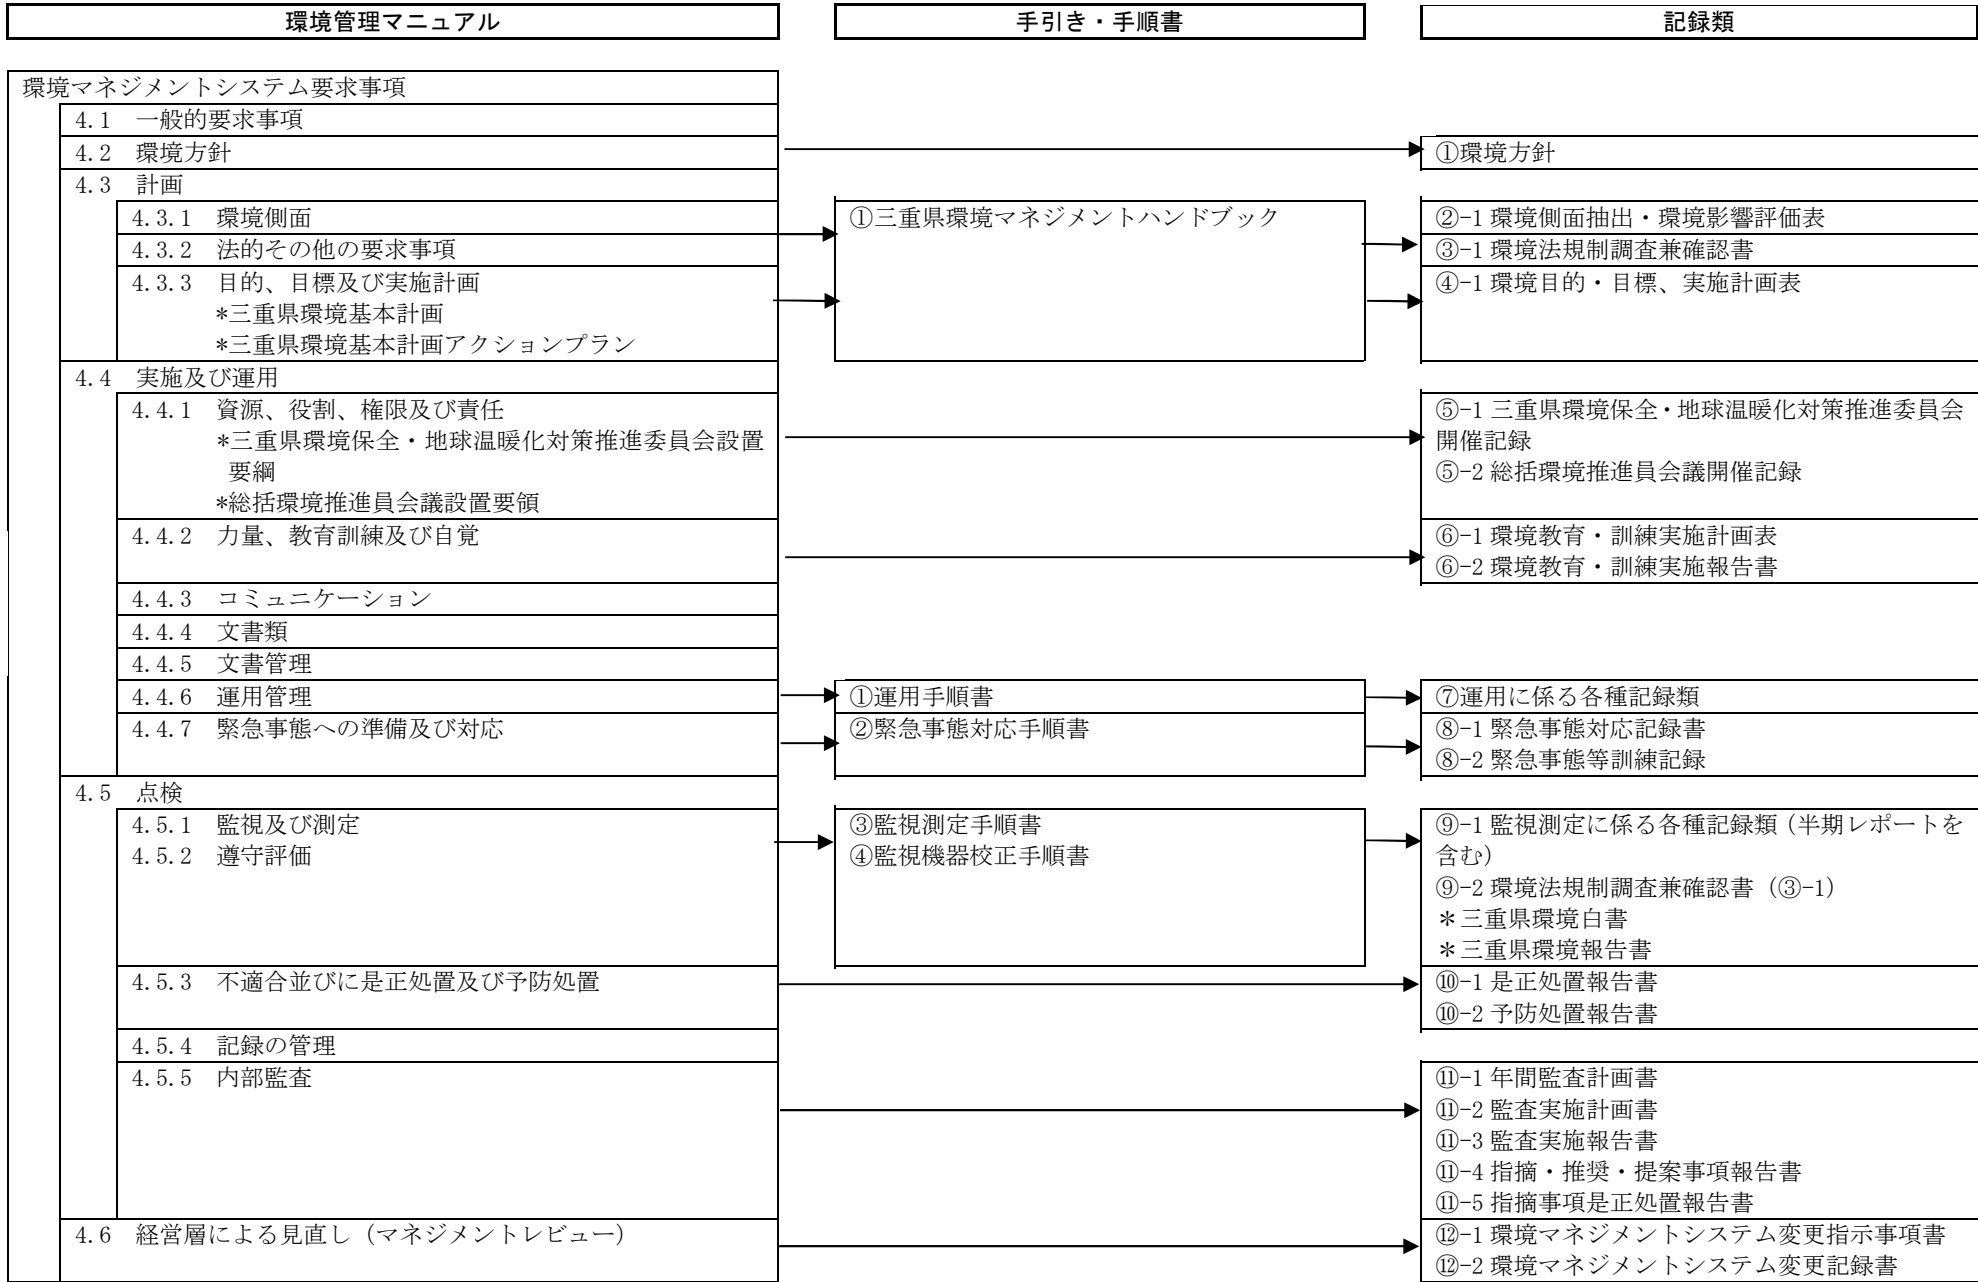 環境管理マニュアル
手引き・手順書
記録類
環境マネジメントシステム要求事項
4.1 一般的要求事項
4.2 環境方針
①環境方針
4.3 計画
4.3.1 環境側面
①三重県環境マネジメントハンドブック
②-1 環境側面抽出・環境影響評価表
4.3.2 法的その他の要求事項
③-1 環境法規制調査兼確認書
4.3.3 目的、目標及び実施計画
④-1 環境目的・目標、実施計画表
*三重県環境基本計画
*三重県環境基本計画アクションプラン
4.4 実施及び運用
4.4.1 資源、役割、権限及び責任
*三重県環境保全・地球温暖化対策推進委員会設置
要綱
*総括環境推進員会議設置要領
⑤-1 三重県環境保全・地球温暖化対策推進委員会
開催記録
⑤-2 総括環境推進員会議開催記録
4.4.2 力量、教育訓練及び自覚
⑥-1 環境教育・訓練実施計画表
⑥-2 環境教育・訓練実施報告書
4.4.3 コミュニケーション
4.4.4 文書類
4.4.5 文書管理
4.4.6 運用管理
①運用手順書
⑦運用に係る各種記録類
4.4.7 緊急事態への準備及び対応
②緊急事態対応手順書
⑧-1 緊急事態対応記録書
⑧-2 緊急事態等訓練記録
4.5 点検
4.5.1 監視及び測定
4.5.2 遵守評価
③監視測定手順書
④監視機器校正手順書
⑨-1 監視測定に係る各種記録類（半期レポートを
含む）
⑨-2 環境法規制調査兼確認書（③-1）
＊三重県環境白書
＊三重県環境報告書
4.5.3 不適合並びに是正処置及び予防処置
⑩-1 是正処置報告書
⑩-2 予防処置報告書
4.5.4 記録の管理
4.5.5 内部監査
⑪-1 年間監査計画書
⑪-2 監査実施計画書
⑪-3 監査実施報告書
⑪-4 指摘・推奨・提案事項報告書
⑪-5 指摘事項是正処置報告書
4.6 経営層による見直し（マネジメントレビュー）
⑫-1 環境マネジメントシステム変更指示事項書
⑫-2 環境マネジメントシステム変更記録書